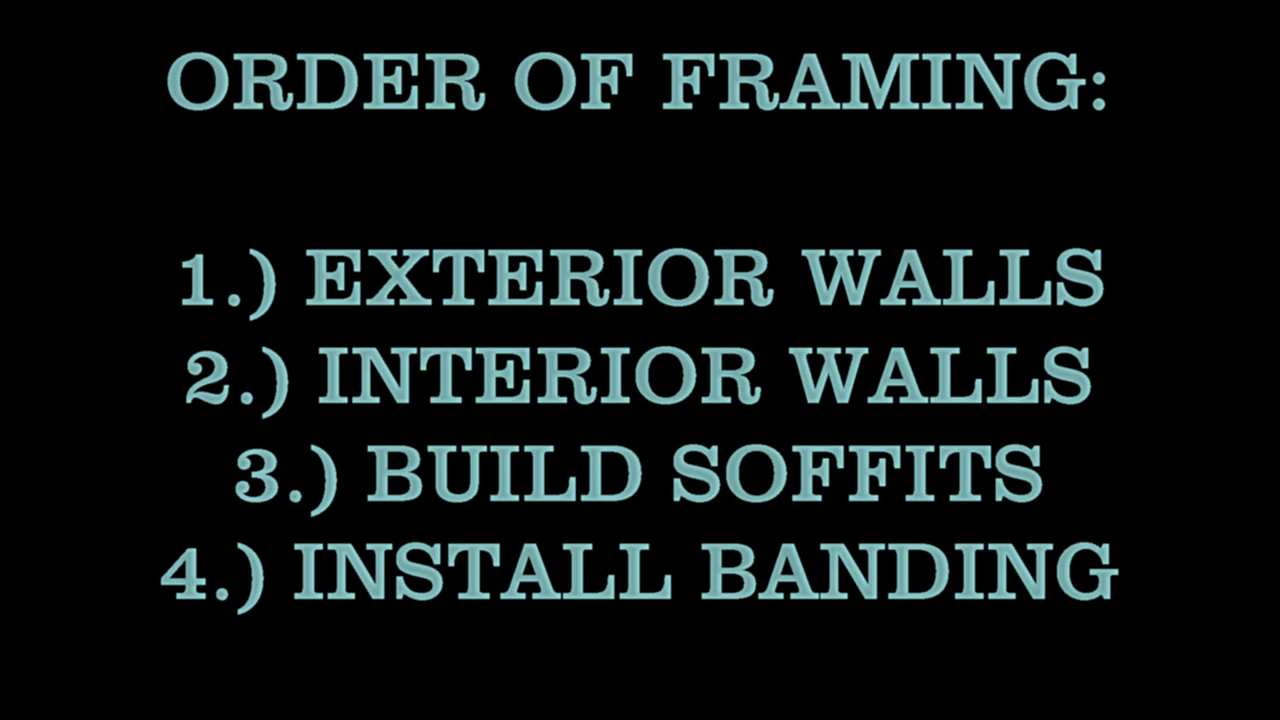 ORDER OF FRAMING:
1.) EXTERIOR WALLS
2.) INTERIOR WALLS
3.) BUILD SOFFITS
4.) INSTALL BANDING